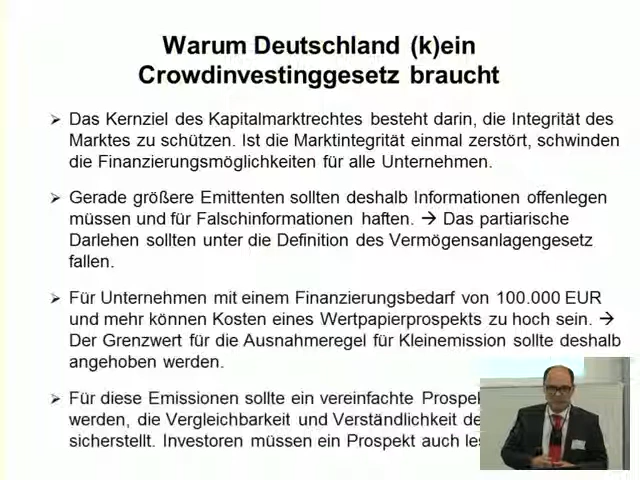 Warum Deutschland (k)ein
Crowdinvestinggesetz braucht
➢ Das Kernziel des Kapitalmarktrechtes besteht darin, die Integrität des
Marktes zu schützen. Ist die Marktintegrität einmal zerstört, schwinden
die Finanzierungsmöglichkeiten für alle Unternehmen.
➢ Gerade größere Emittenten sollten deshalb Informationen offenlegen
müssen und für Falschinformationen haften. → Das partiarische
Darlehen sollten unter die Definition des Vermögensanlagengesetz
fallen.
➢ Für Unternehmen mit einem Finanzierungsbedarf von 100.000 EUR
und mehr können Kosten eines Wertpapierprospekts zu hoch sein. →
Der Grenzwert für die Ausnahmeregel für Kleinemission sollte deshalb
angehoben werden.
➢ Für diese Emissionen sollte ein vereinfachte
werden, die Vergleichbarkeit und Verständlichkeit
sicherstellt. Investoren müssen ein Prospekt auch